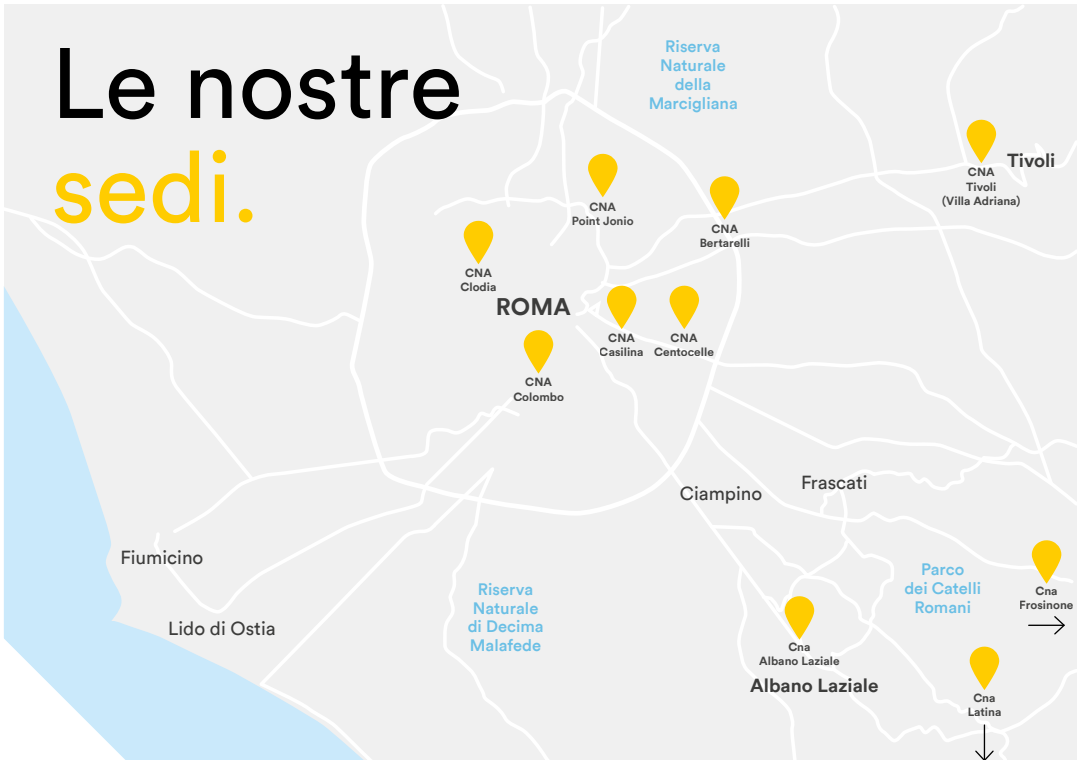 Le nostre
sedi.
Riserva
Naturale
della
Marcigliana
CNA
Tivoli
(Villa Adriana)
Tivoli
CNA
Point Jonio
CNA
Bertarelli
CNA
Clodia
ROMA
CNA
Casilina
CNA
Centocelle
CNA
Colombo
Ciampino
Frascati
Fiumicino
Lido di Ostia
Riserva
Naturale
di Decima
Malafede
Parco
dei Catelli
Romani
Cna
Frosinone
Cna
Albano Laziale
Albano Laziale
Cna
Latina